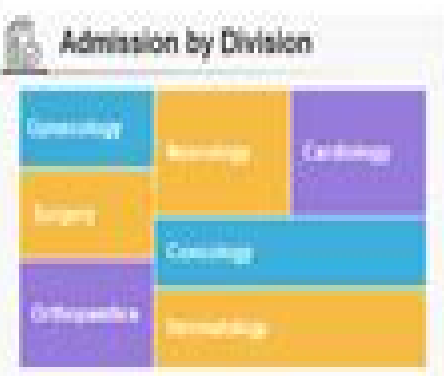 Admission by Division
Gynecology
Neurology
Cardiology
Surgery
Oncology
Orthopaedics
Dermatology